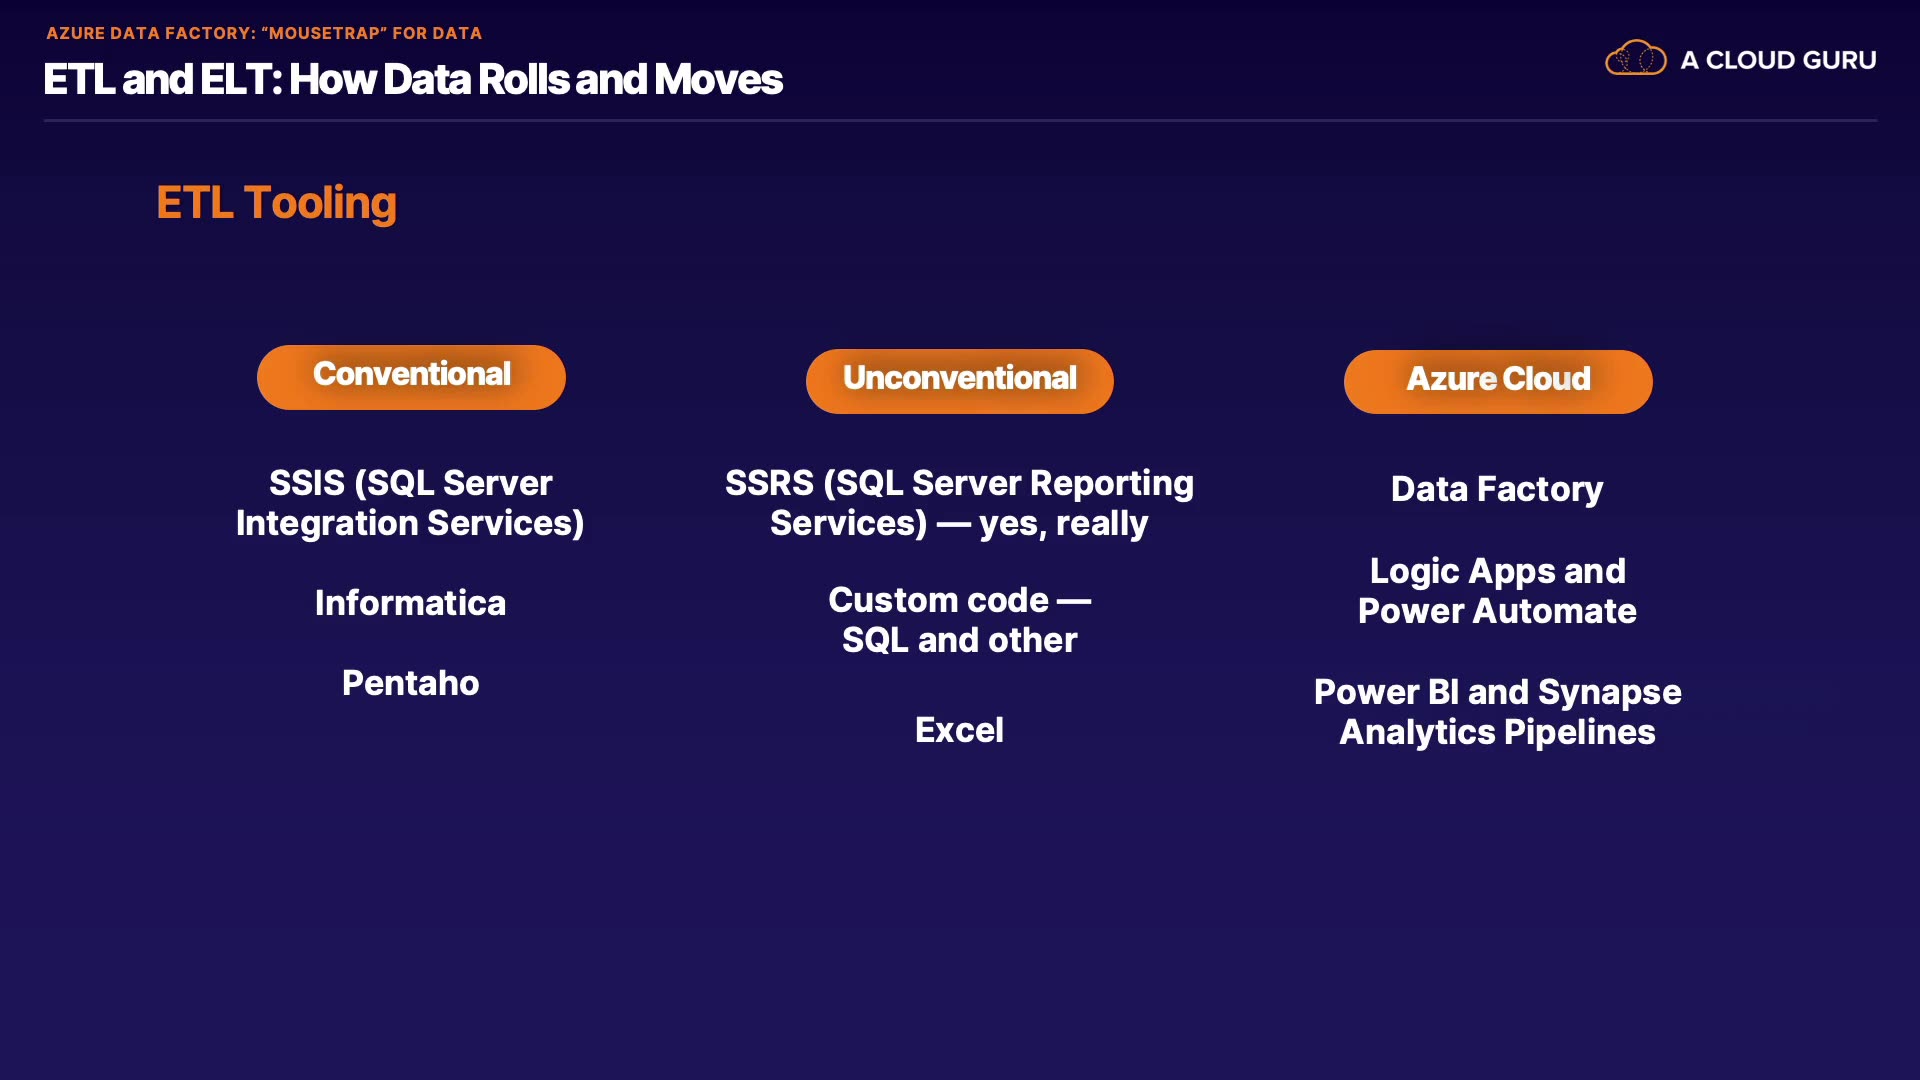 AZURE DATA FACTORY: “MOUSETRAP” FOR DATA
ETL and ELT: How Data Rolls and Moves
A CLOUD GURU
ETL Tooling
Conventional
SSIS (SQL Server
Integration Services)
Informatica
Pentaho
Unconventional
SSRS (SQL Server Reporting
Services) — yes, really
Custom code —
SQL and other
Excel
Azure Cloud
Data Factory
Logic Apps and
Power Automate
Power BI and Synapse
Analytics Pipelines